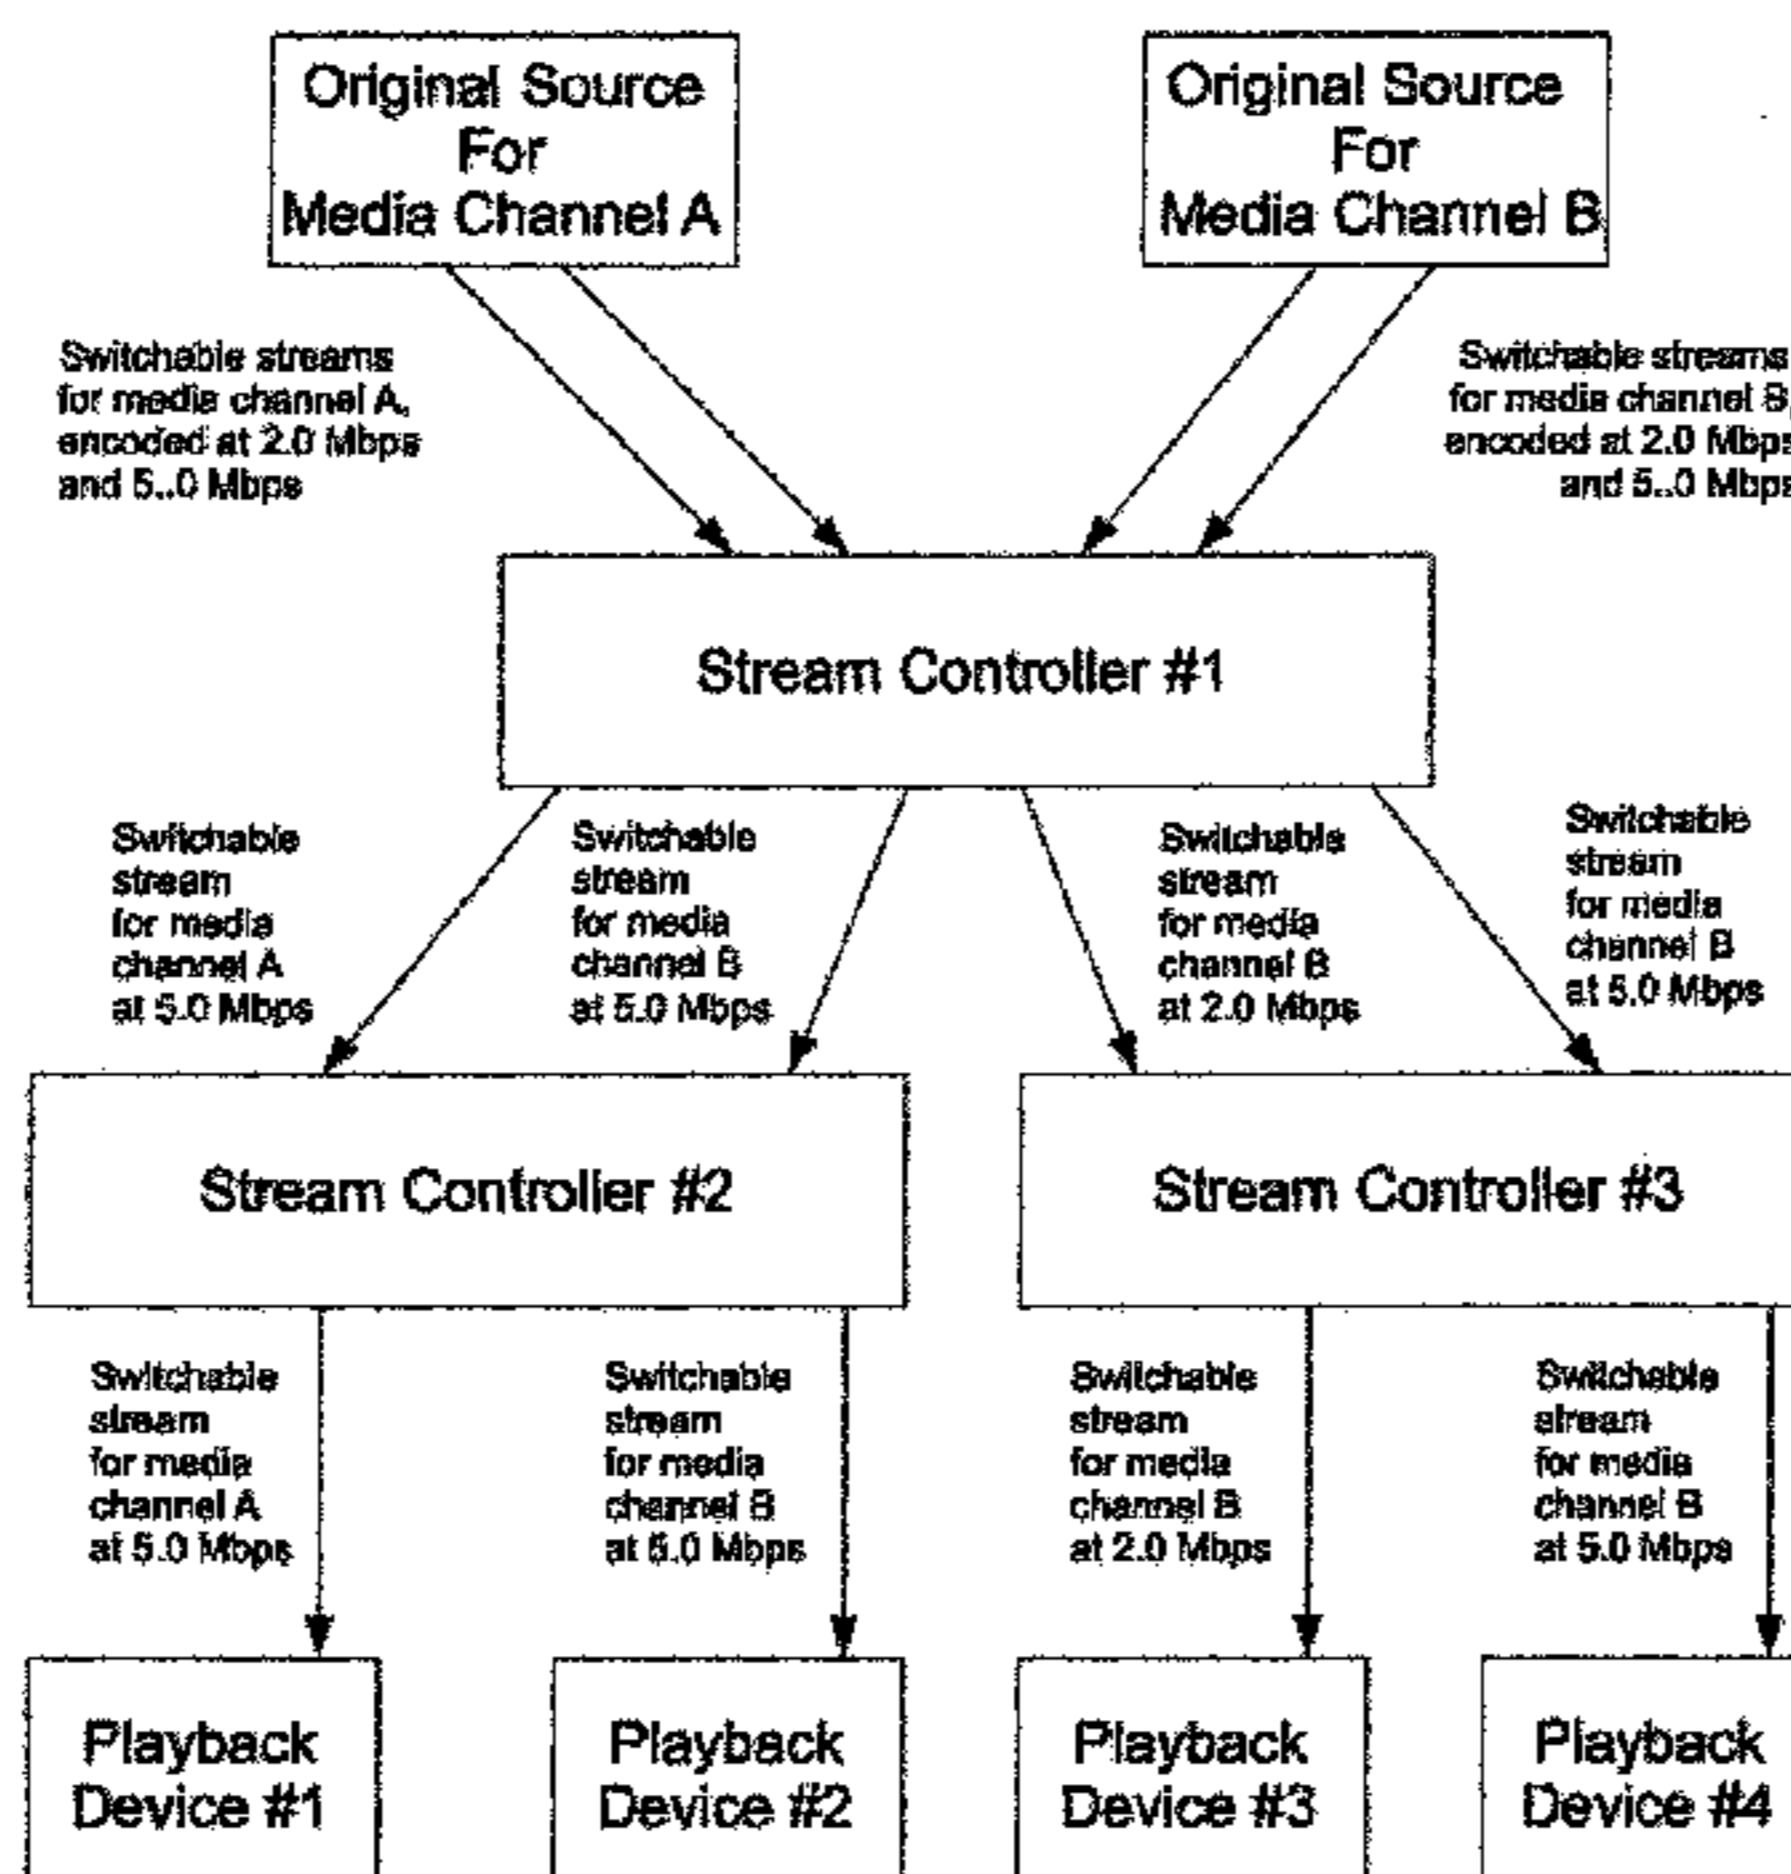 Original Source
For
Media Channel A
Original Source
For
Media Channel B
Switchable streams
for media channel A,
encoded at 2.0 Mbps
and 5..0 Mbps
Switchable streams
for media channel B,
encoded at 2.0 Mbps
and 5..0 Mbps
Stream Controller #1
Switchable
stream
for media
channel A
at 5.0 Mbps
Switchable
stream
for media
channel B
at 5.0 Mbps
Switchable
stream
for media
channel B
at 2.0 Mbps
Switchable
stream
for media
channel B
at 5.0 Mbps
Stream Controller #2
Stream Controller #3
Switchable
stream
for media
channel A
at 5.0 Mbps
Switchable
stream
for media
channel B
at 5.0 Mbps
Switchable
stream
for media
channel B
at 2.0 Mbps
Switchable
stream
for media
channel B
at 5.0 Mbps
Playback
Device #1
Playback
Device #2
Playback
Device #3
Playback
Device #4